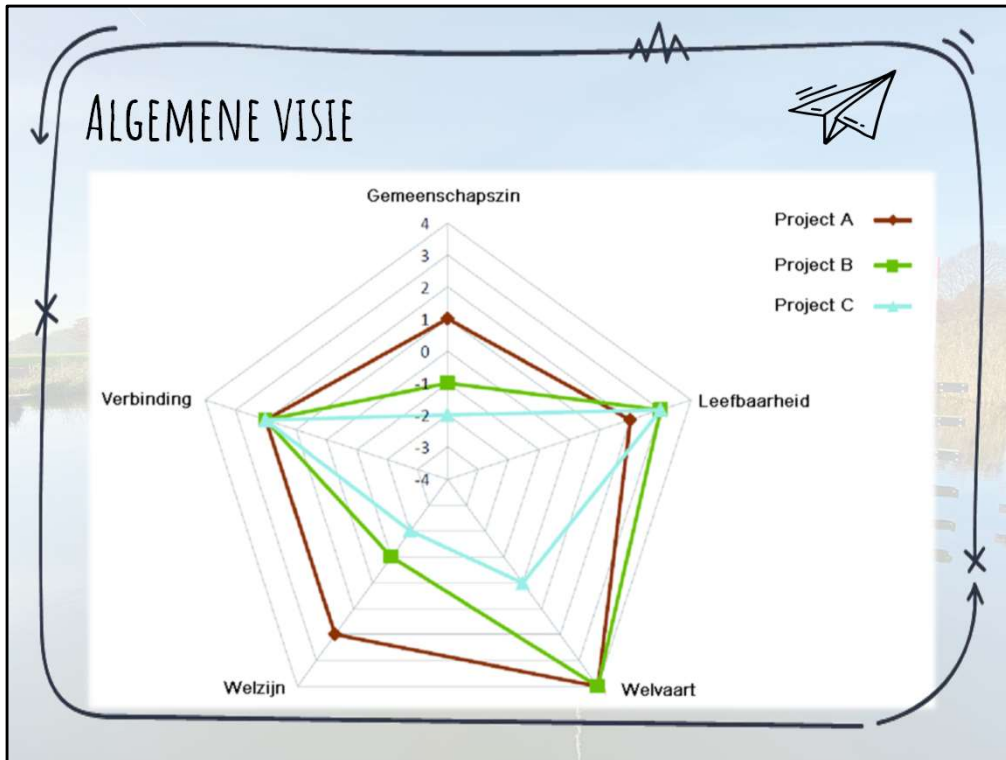 ALGEMENE VISIE
Gemeenschapszin
4
3
2
1
0
-1
-2
-3
-4
Project A
Project B
Project C
Verbinding
Leefbaarheid
Welzijn
Welvaart